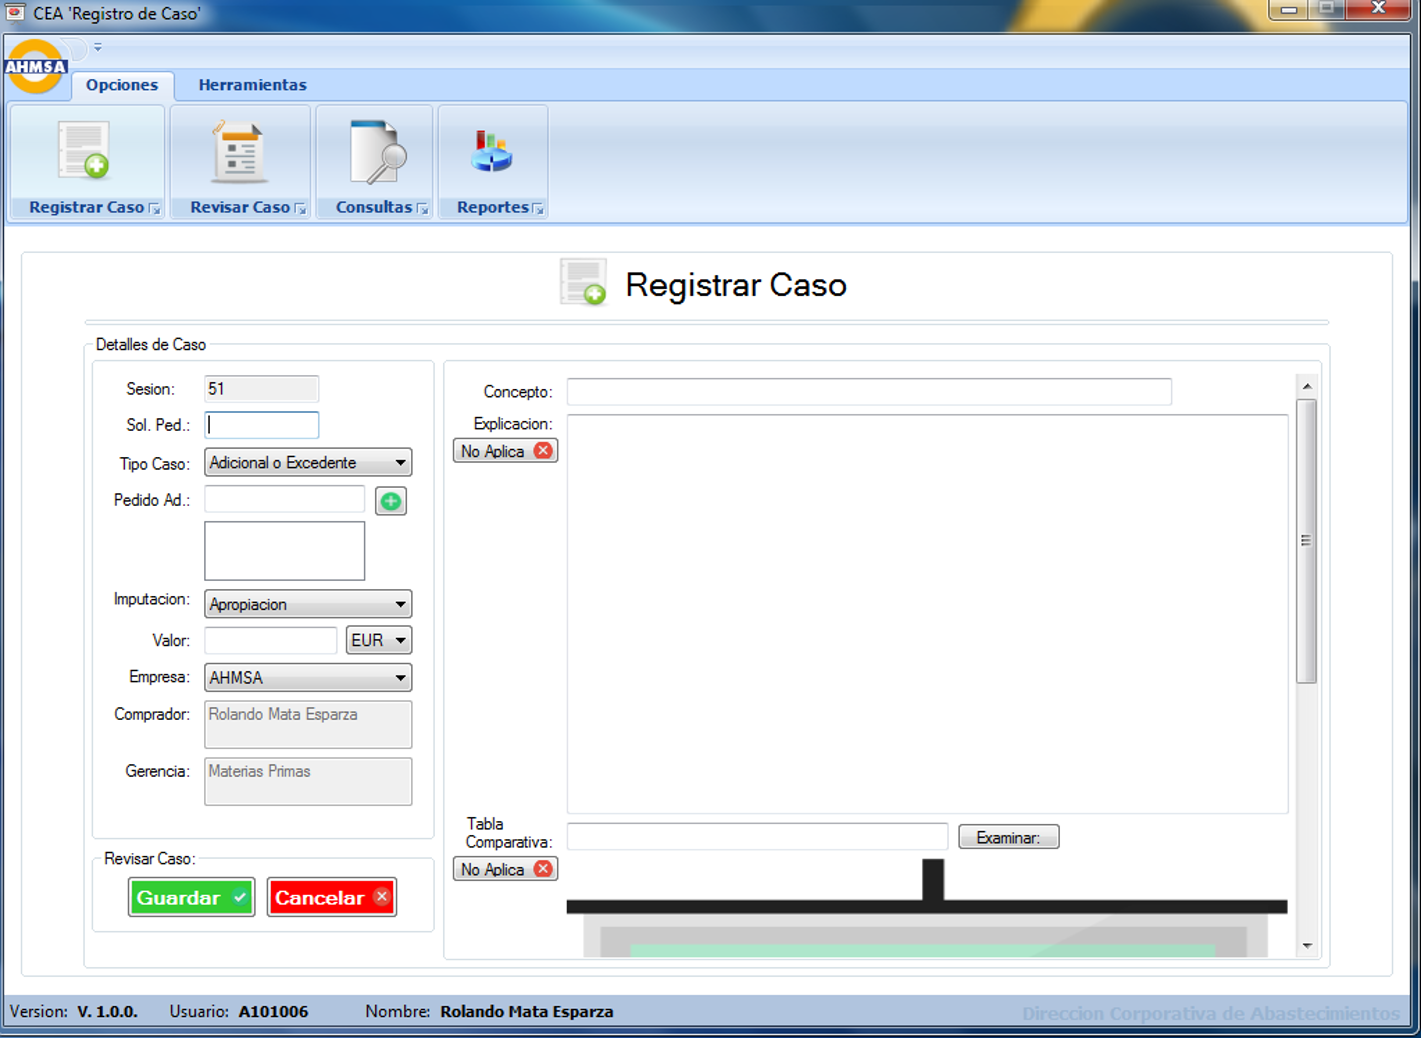 CEA 'Registro de Caso'
AHMSA
Opciones Herramientas
Registrar Caso Revisar Caso Consultas Reportes
Registrar Caso
Detalles de Caso
Sesion: 51
Sol. Ped.:
Tipo Caso: Adicional o Excedente
Pedido Ad.:
Imputacion: Apropiacion
Valor: EUR
Empresa: AHMSA
Comprador: Rolando Mata Esparza
Gerencia: Materias Primas
Revisar Caso:
Guardar Cancelar
Concepto:
Explicacion:
No Aplica
Tabla
Comparativa: Examinar:
No Aplica
Version: V. 1.0.0. Usuario: A101006 Nombre: Rolando Mata Esparza Direccion Corporativa de Abastecimientos